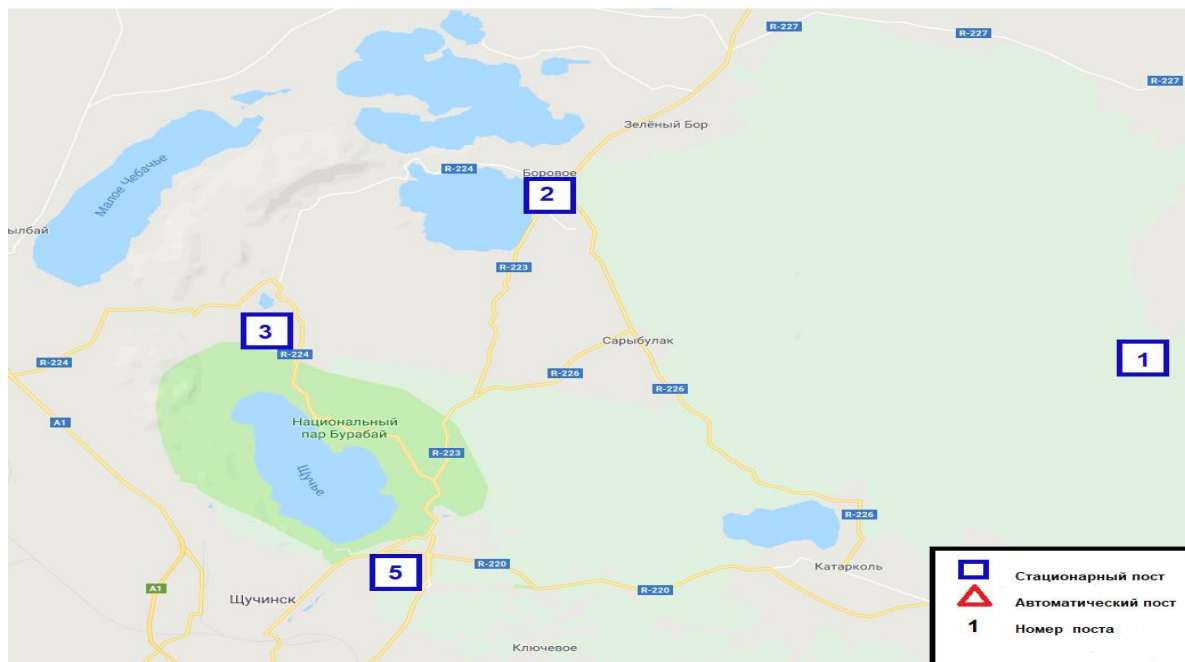 R-227
R-227
R-227
Зелёный Бор
Малое Чебачье
R-224
Боровое
2
ылбай
R-223
3
R-224
R-224
Сарыбулак
1
R-226
R-226
A1
Национальный
пар Бурабай
R-223
Щучье
R-226
5
R-220
Катарколь
A1
R-220
Щучинск
Ключевое
Стационарный пост
Автоматический пост
1 Номер поста